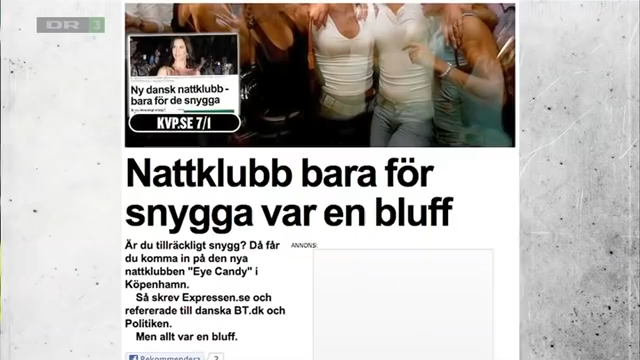 DR 3
Ny dansk nattklubb -
bara för de snygga
KVP.SE 7/1
Nattklubb bara för
snygga var en bluff
Är du tillräckligt snygg? Då får
ANNONS:
du komma in på den nya
nattklubben "Eye Candy" i
Köpenhamn.
Så skrev Expressen.se och
refererade till danska BT.dk och
Politiken.
Men allt var en bluff.
Rekommendera 2